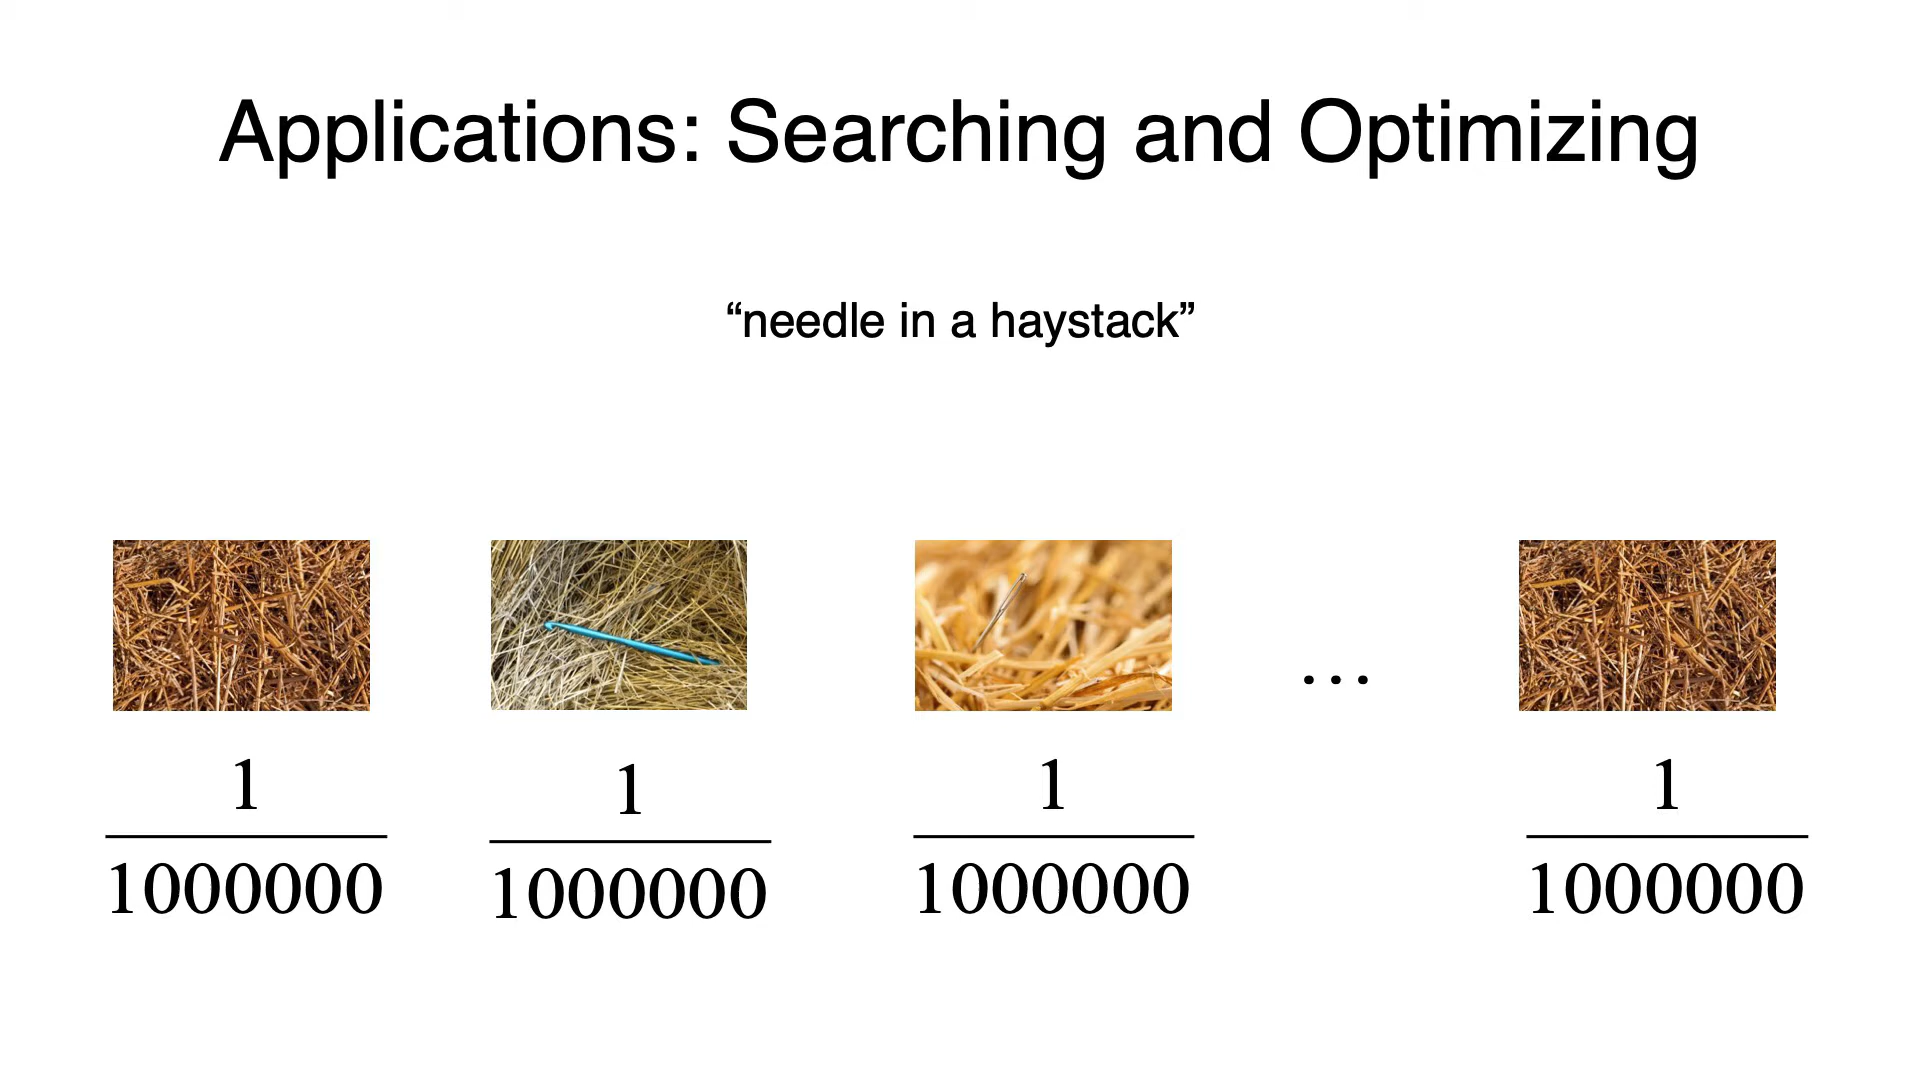 Applications: Searching and Optimizing
“needle in a haystack”
…
1 1 1 1
1000000 1000000 1000000 1000000